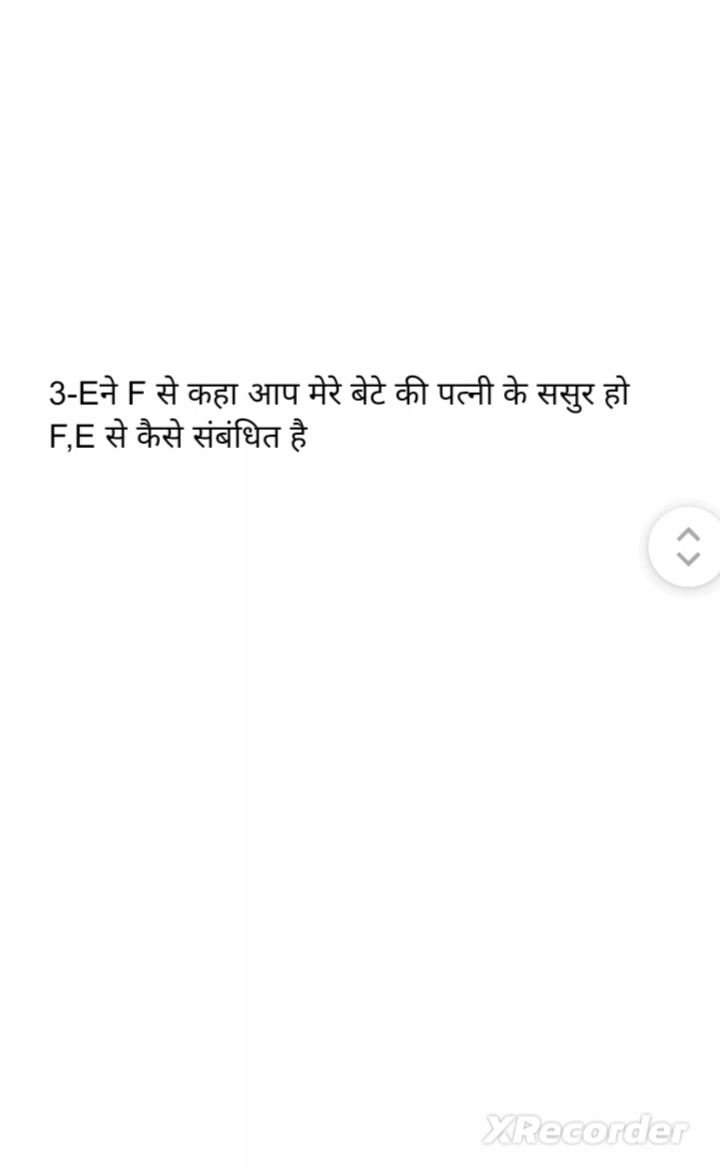 3-Eने F से कहा आप मेरे बेटे की पत्नी के ससुर हो
F,E से कैसे संबंधित है
XRecorder